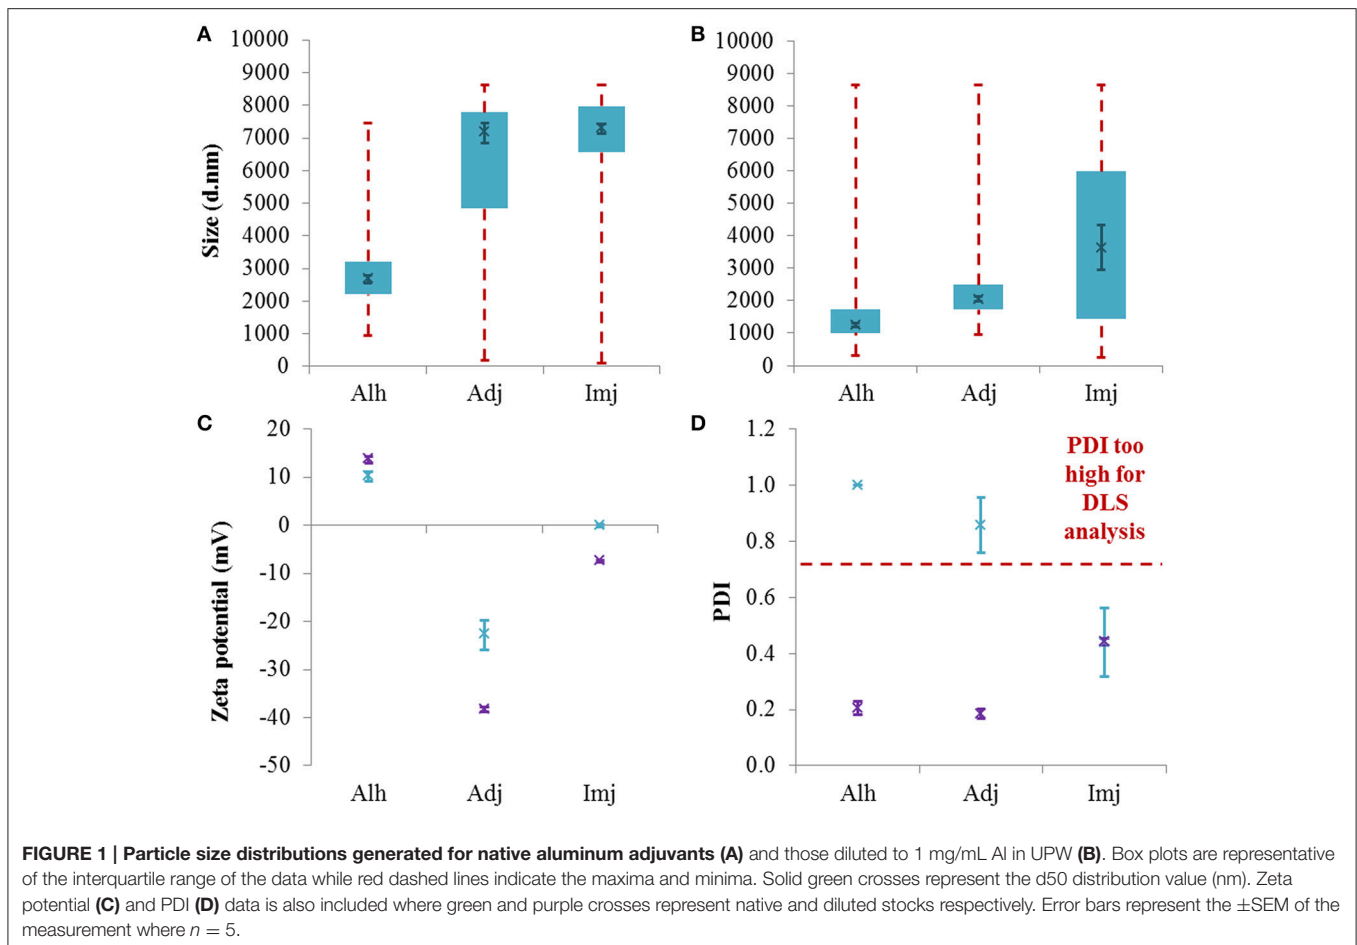 A
10000
9000
8000
7000
6000
5000
4000
3000
2000
1000
0
Size (d.nm)
Alh Adj Imj
B
10000
9000
8000
7000
6000
5000
4000
3000
2000
1000
0
Alh Adj Imj
C
20
10
0
-10
-20
-30
-40
-50
Zeta potential (mV)
Alh Adj Imj
D
1.2
1.0
0.8
0.6
0.4
0.2
0.0
PDI
PDI too
high for
DLS
analysis
Alh Adj Imj
FIGURE 1 | Particle size distributions generated for native aluminum adjuvants (A) and those diluted to 1 mg/mL Al in UPW (B). Box plots are representative
of the interquartile range of the data while red dashed lines indicate the maxima and minima. Solid green crosses represent the d50 distribution value (nm). Zeta
potential (C) and PDI (D) data is also included where green and purple crosses represent native and diluted stocks respectively. Error bars represent the ±SEM of the
measurement where n = 5.